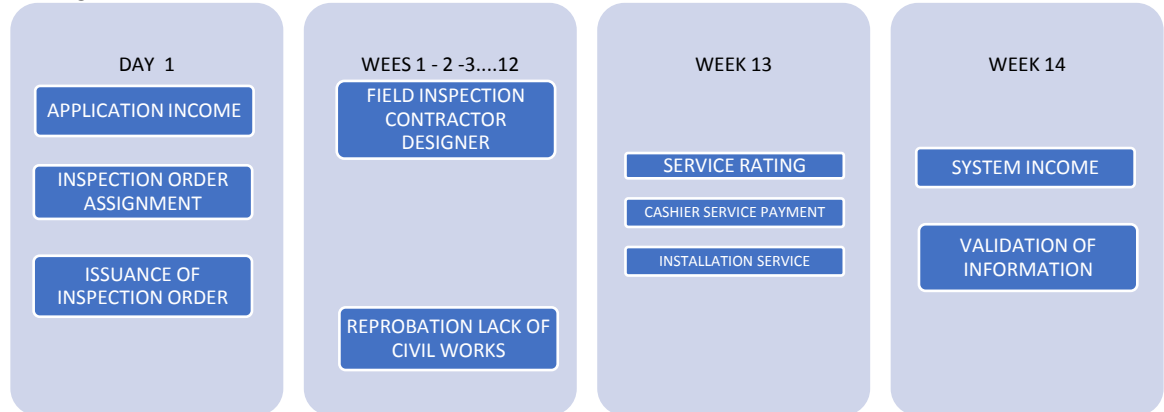 DAY 1
APPLICATION INCOME
INSPECTION ORDER
ASSIGNMENT
ISSUANCE OF
INSPECTION ORDER
WEES 1 - 2 -3....12
FIELD INSPECTION
CONTRACTOR
DESIGNER
REPROBATION LACK OF
CIVIL WORKS
WEEK 13
SERVICE RATING
CASHIER SERVICE PAYMENT
INSTALLATION SERVICE
WEEK 14
SYSTEM INCOME
VALIDATION OF
INFORMATION